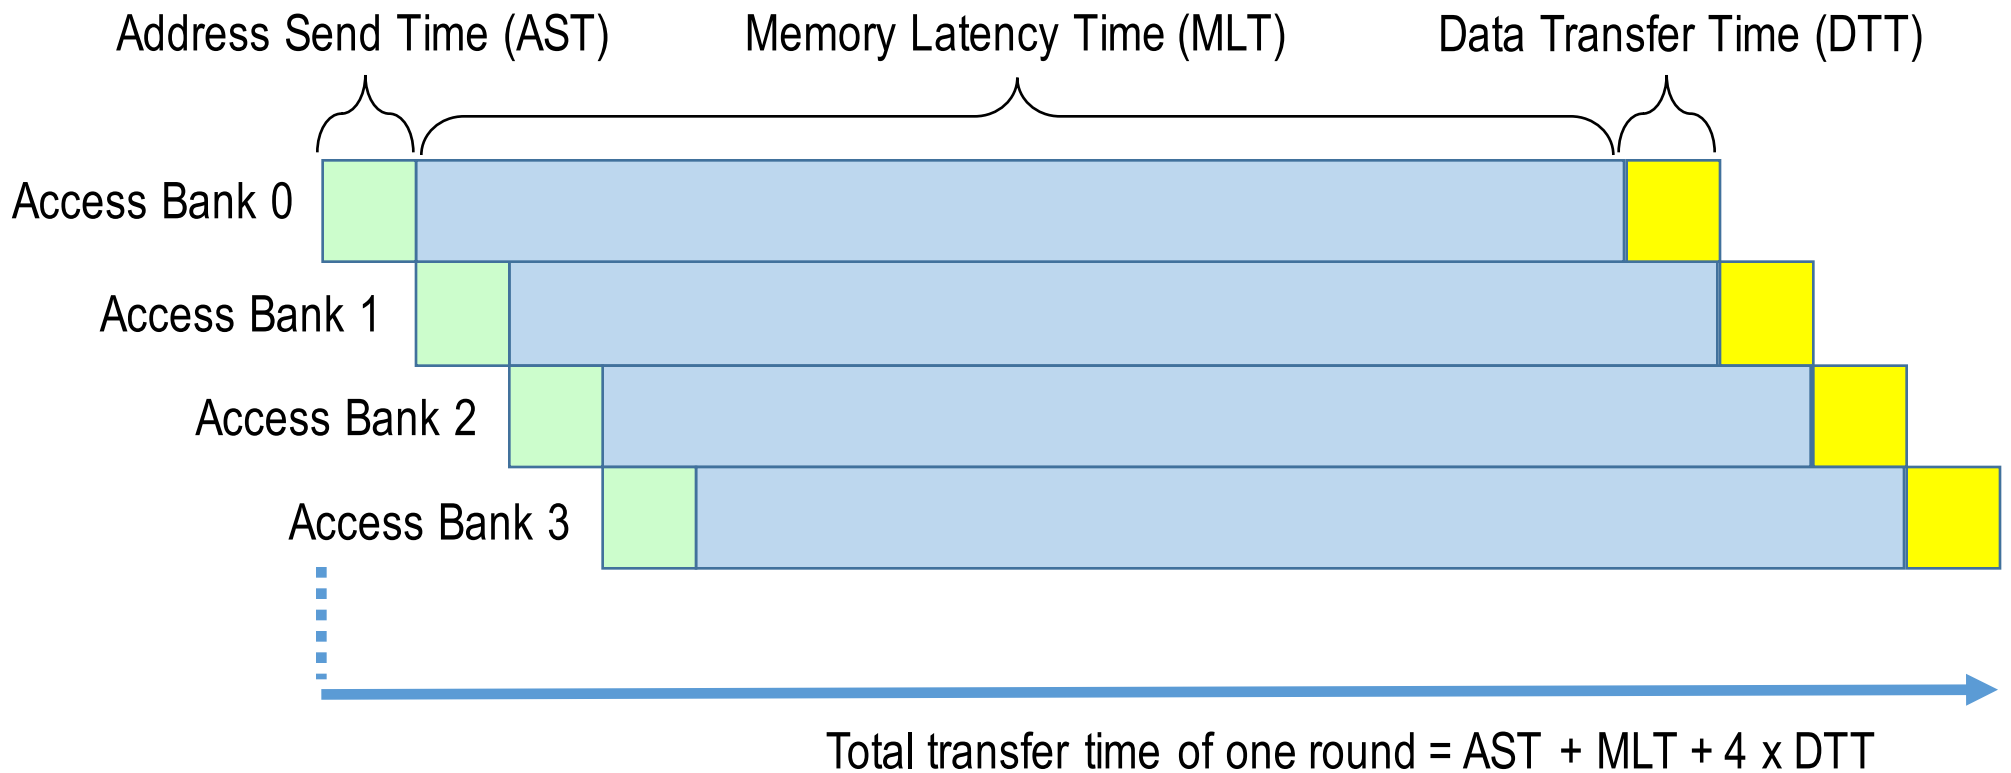 Address Send Time (AST)
Memory Latency Time (MLT)
Data Transfer Time (DTT)
Access Bank 0
Access Bank 1
Access Bank 2
Access Bank 3
Total transfer time of one round = AST + MLT + 4 x DTT